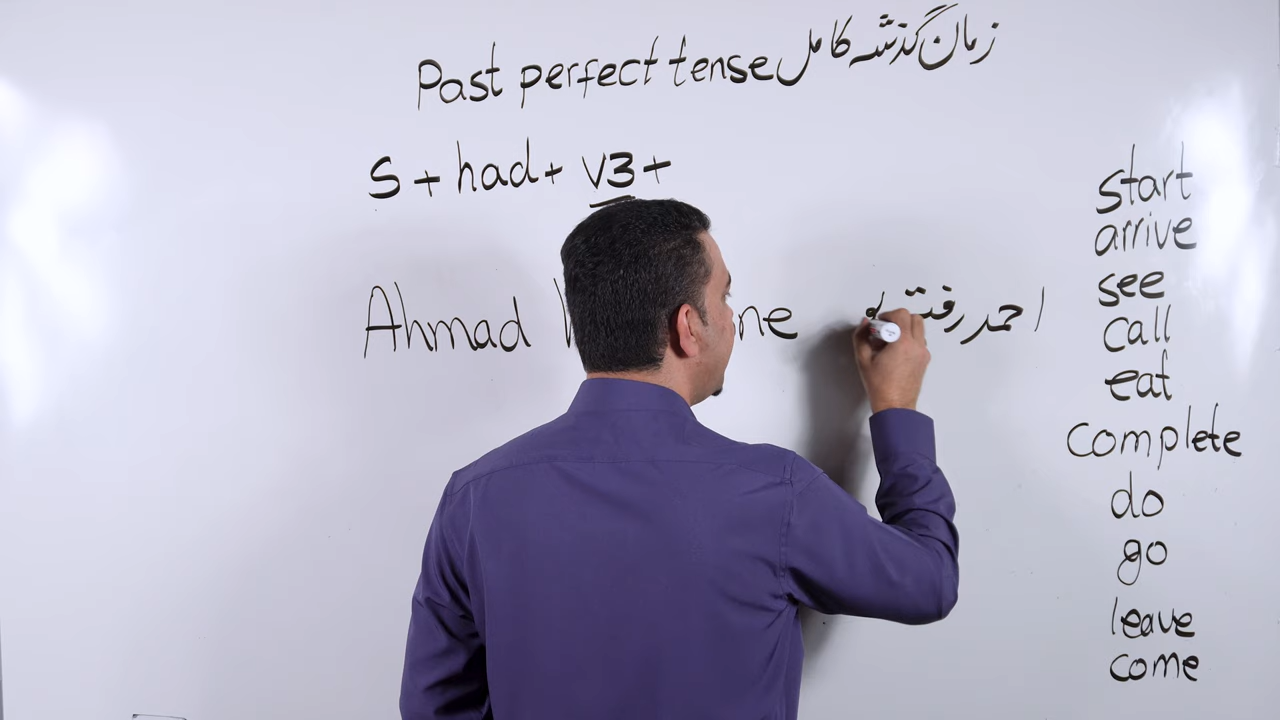 Past perfect tense زمان گذشته کامل
S + had + V3 +
Ahmad احمد
start
arrive
see
call
eat
complete
do
go
leave
come